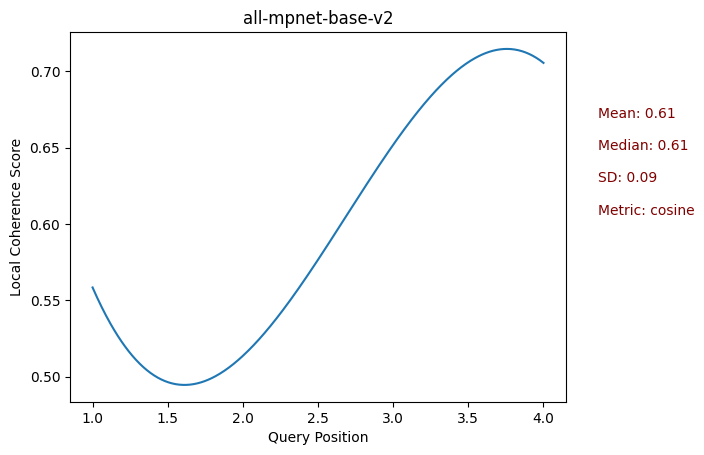 all-mpnet-base-v2
Local Coherence Score
0.70
0.65
0.60
0.55
0.50
1.0 1.5 2.0 2.5 3.0 3.5 4.0
Query Position
Mean: 0.61
Median: 0.61
SD: 0.09
Metric: cosine